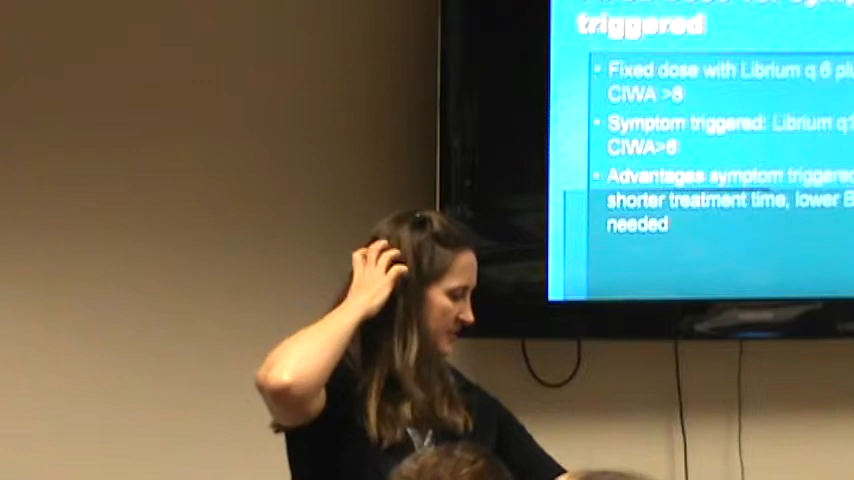 triggered
• Fixed dose with Librium q 6
CIWA >8
• Symptom triggered: Librium
CIWA>8
• Advantages symptom triggered
shorter treatment time, lower
needed